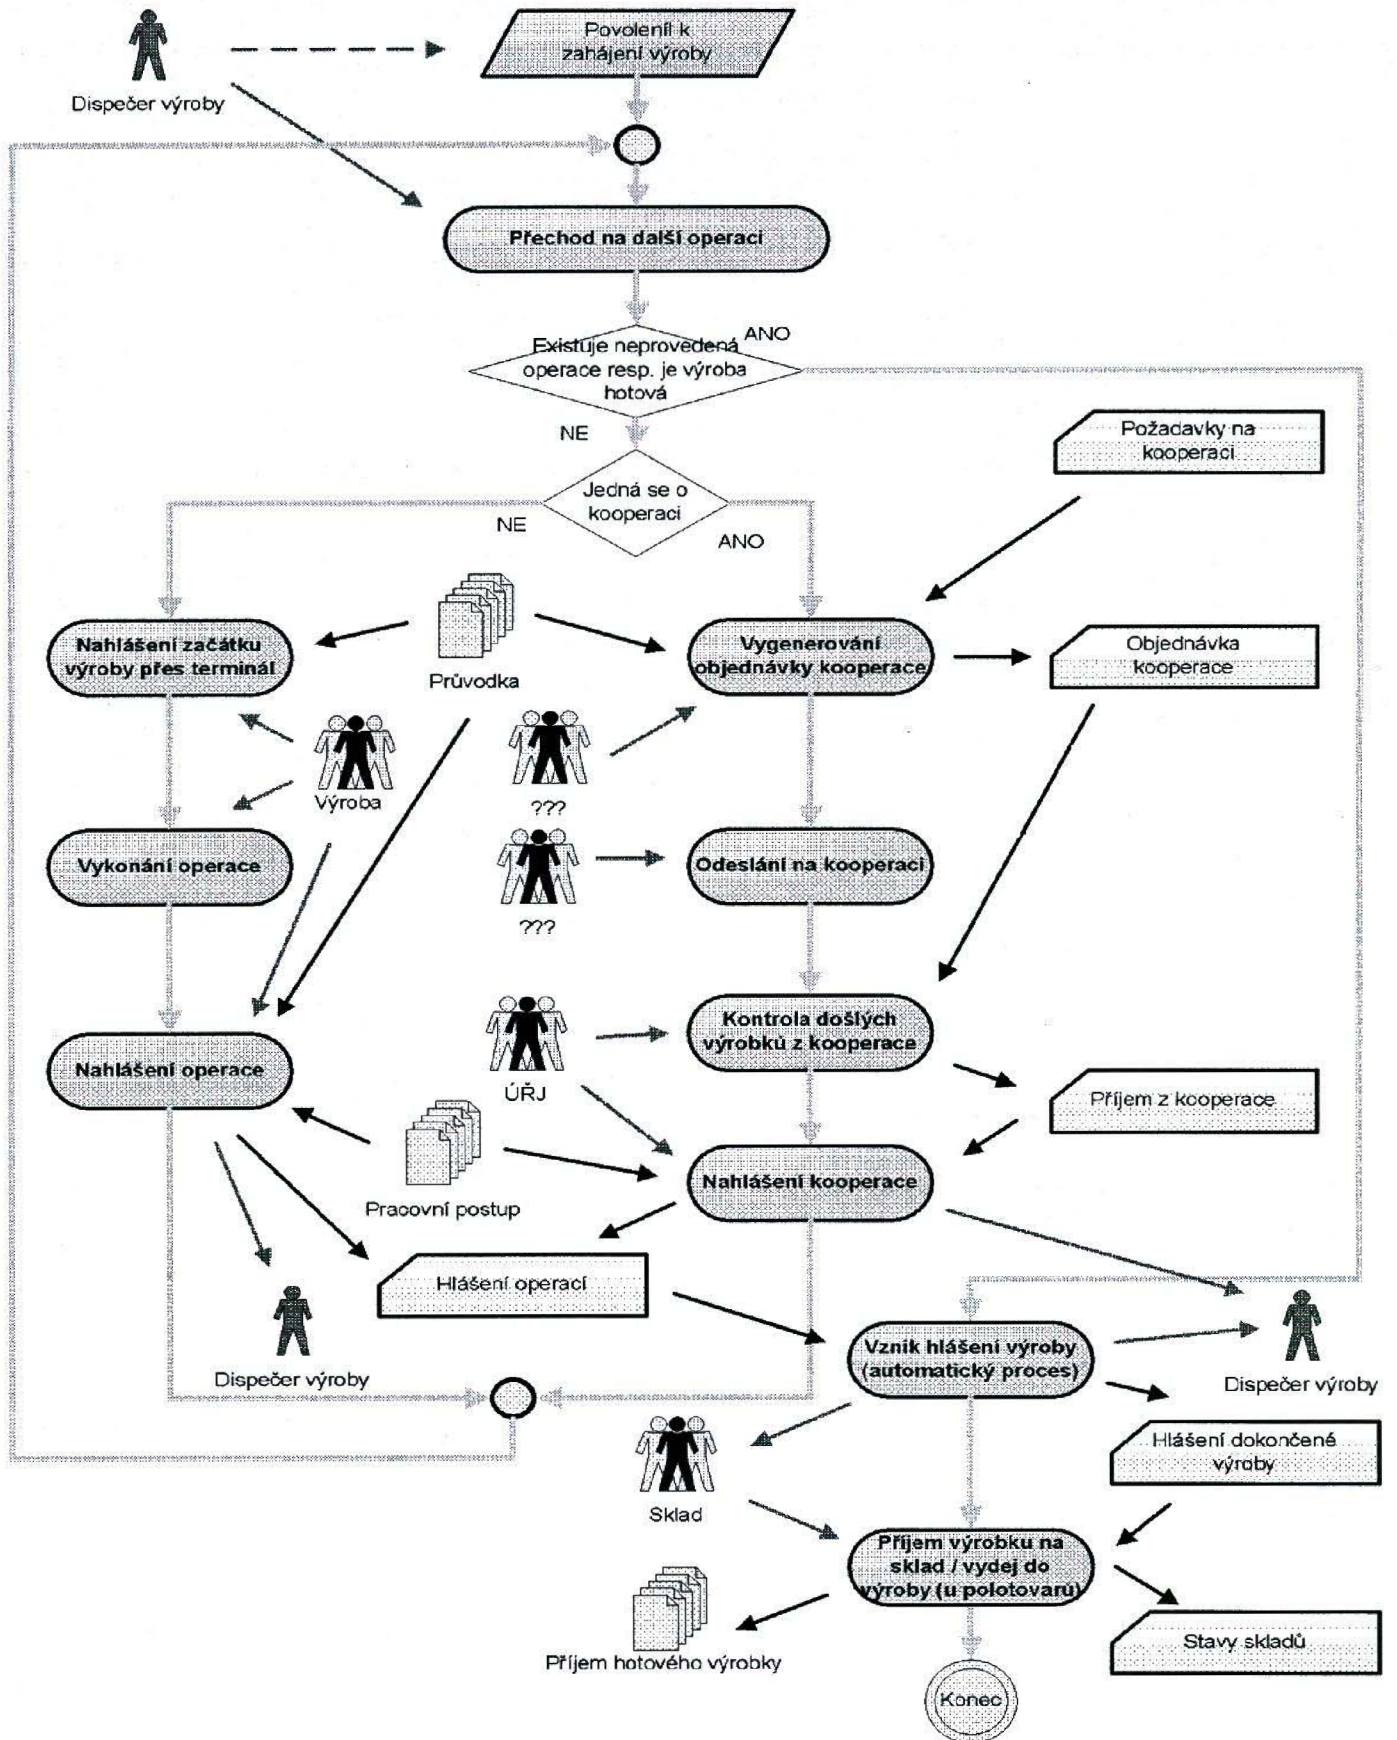 Povoleníl k
zahájení výroby
Dispečer výroby
Přechod na další operaci
ANO
Existuje neprovedená
operace resp. je výroba
hotová
NE
Požadavky na
kooperaci
Jedná se o
kooperaci
NE
ANO
Nahlášení začátku
výroby přes terminál
Průvodka
Vygenerování
objednávky kooperace
Objednávka
kooperace
Výroba
???
Vykonání operace
Odeslání na kooperaci
???
Kontrola došlých
výrobků z kooperace
Nahlášení operace
ÚŘJ
Příjem z kooperace
Nahlášení kooperace
Pracovní postup
Hlášení operací
Vznik hlášení výroby
(automatický proces)
Dispečer výroby
Dispečer výroby
Hlášení dokončené
výroby
Sklad
Příjem výrobku na
sklad / vydej do
výroby (u polotovarů)
Stavy skladů
Příjem hotového výrobky
Konec